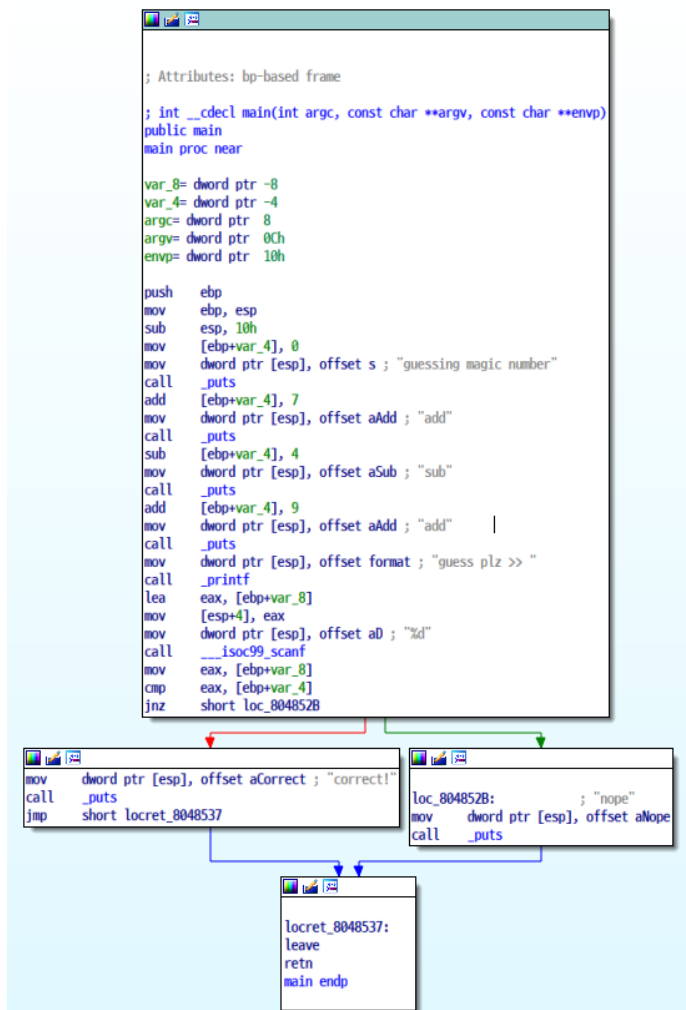 ; Attributes: bp-based frame
; int __cdecl main(int argc, const char **argv, const char **envp)
public main
main proc near
var_8= dword ptr -8
var_4= dword ptr -4
argc= dword ptr  8
argv= dword ptr  0Ch
envp= dword ptr  10h
push    ebp
mov     ebp, esp
sub     esp, 10h
mov     [ebp+var_4], 0
mov     dword ptr [esp], offset s ; "guessing magic number"
call    _puts
add     [ebp+var_4], 7
mov     dword ptr [esp], offset aAdd ; "add"
call    _puts
sub     [ebp+var_4], 4
mov     dword ptr [esp], offset aSub ; "sub"
call    _puts
add     [ebp+var_4], 9
mov     dword ptr [esp], offset aAdd ; "add"
call    _puts
mov     dword ptr [esp], offset format ; "guess plz >> "
call    _printf
lea     eax, [ebp+var_8]
mov     [esp+4], eax
mov     dword ptr [esp], offset aD ; "%d"
call    ___isoc99_scanf
mov     eax, [ebp+var_8]
cmp     eax, [ebp+var_4]
jnz     short loc_804852B
mov     dword ptr [esp], offset aCorrect ; "correct!"
call    _puts
jmp     short locret_8048537
loc_804852B:            ; "nope"
mov     dword ptr [esp], offset aNope
call    _puts
locret_8048537:
leave
retn
main endp